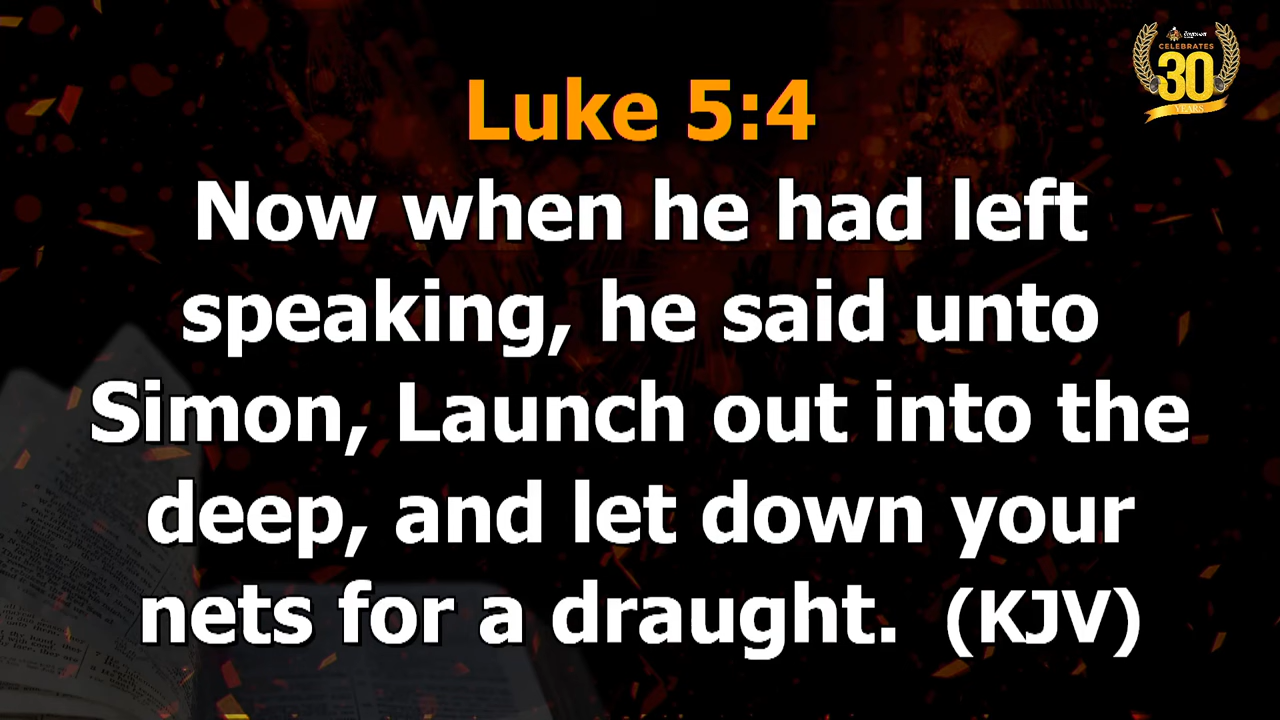 CELEBRATES
30
YEARS
Luke 5:4
Now when he had left
speaking, he said unto
Simon, Launch out into the
deep, and let down your
nets for a draught. (KJV)